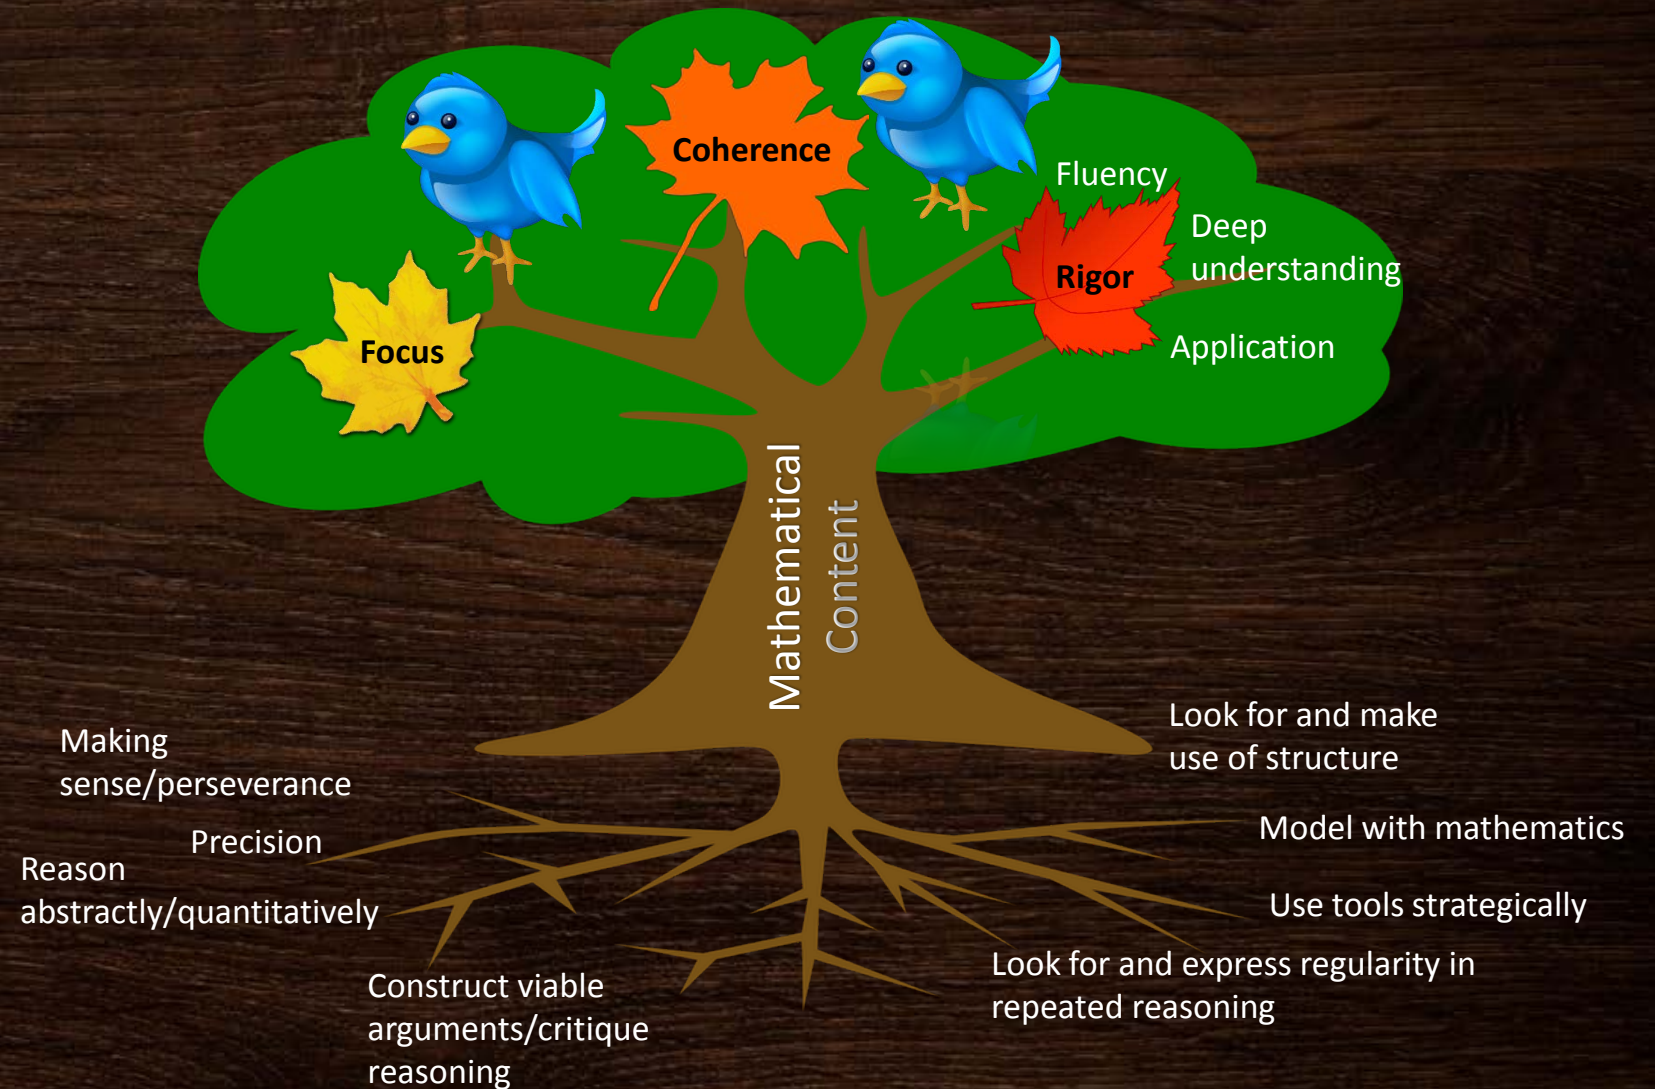 Coherence
Fluency
Deep
understanding
Rigor
Focus
Application
Mathematical
Content
Making
sense/perseverance
Precision
Reason
abstractly/quantitatively
Construct viable
arguments/critique
reasoning
Look for and make
use of structure
Model with mathematics
Use tools strategically
Look for and express regularity in
repeated reasoning